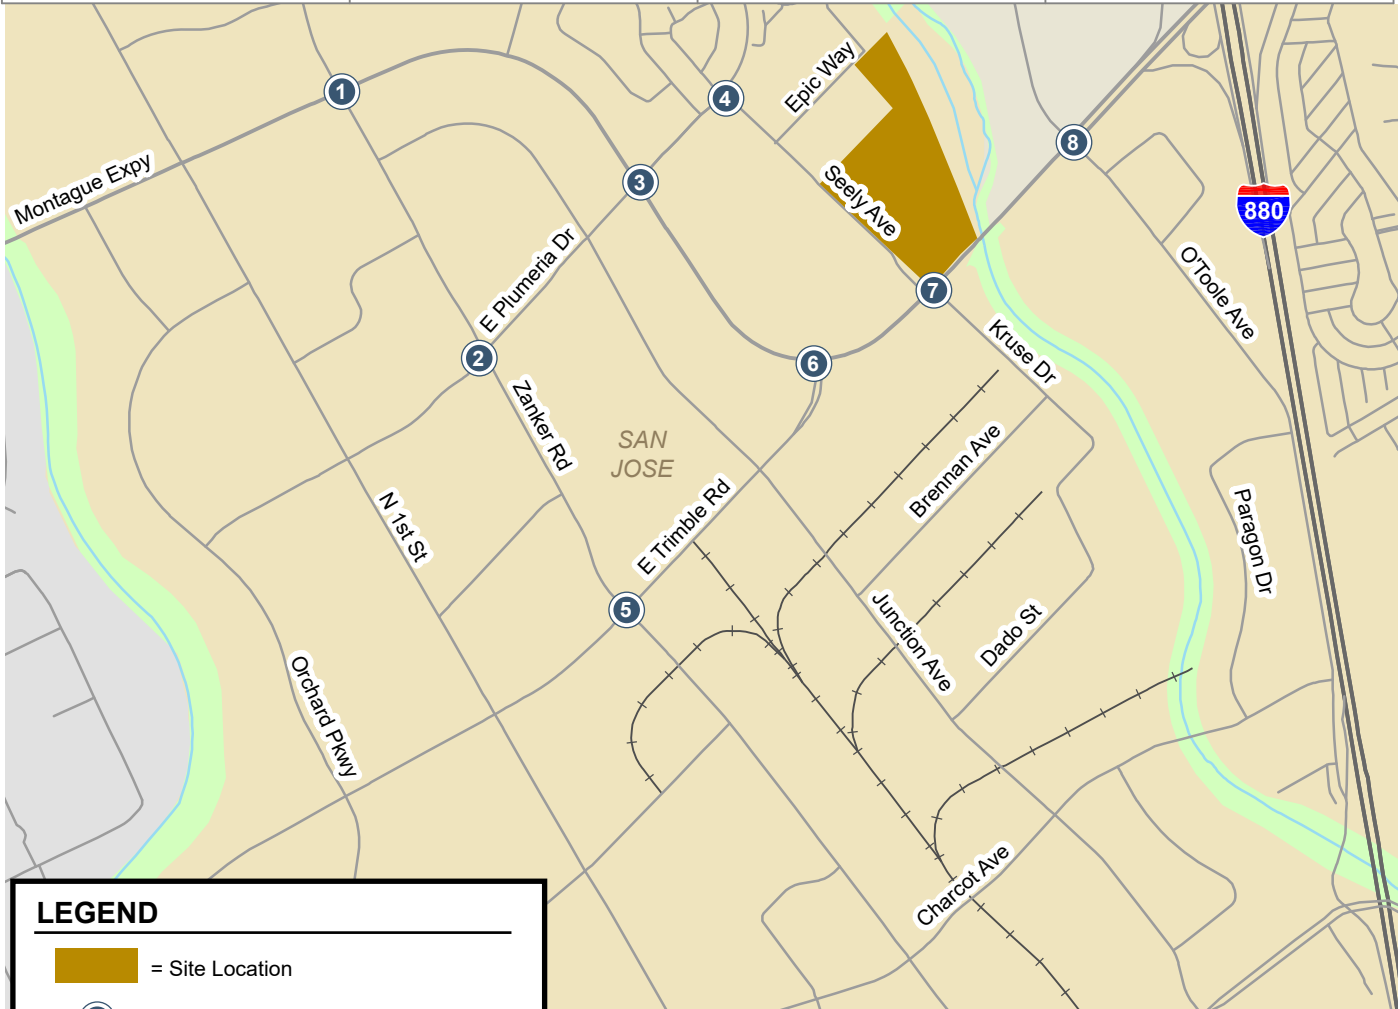 Epic Way
1
4
8
Montague Expy
3
Seely Ave
880
E Plumeria Dr
O'Toole Ave
7
Kruse Dr
2
6
Zanker Rd
SAN
JOSE
Brennan Ave
E Trimble Rd
N 1st St
Paragon Dr
5
Junction Ave
Dado St
Orchard Pkwy
Charcot Ave
LEGEND
= Site Location